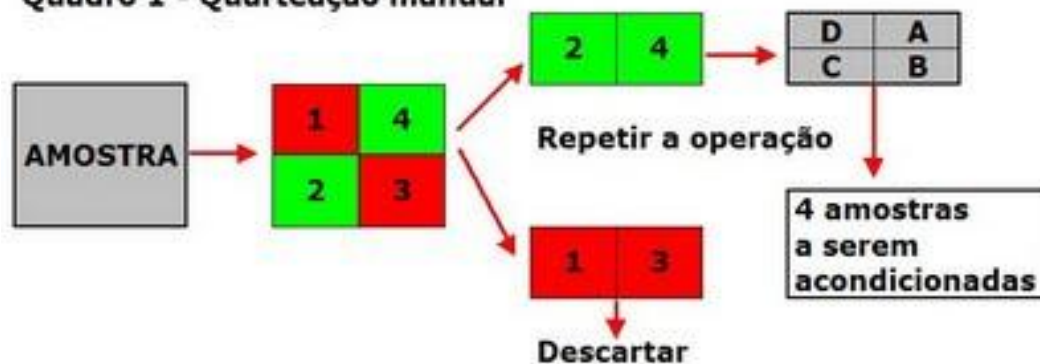 Quadro 1 - Quarteação manual
AMOSTRA
1 4
2 3
2 4
D A
C B
Repetir a operação
4 amostras
a serem
acondicionadas
1 3
Descartar